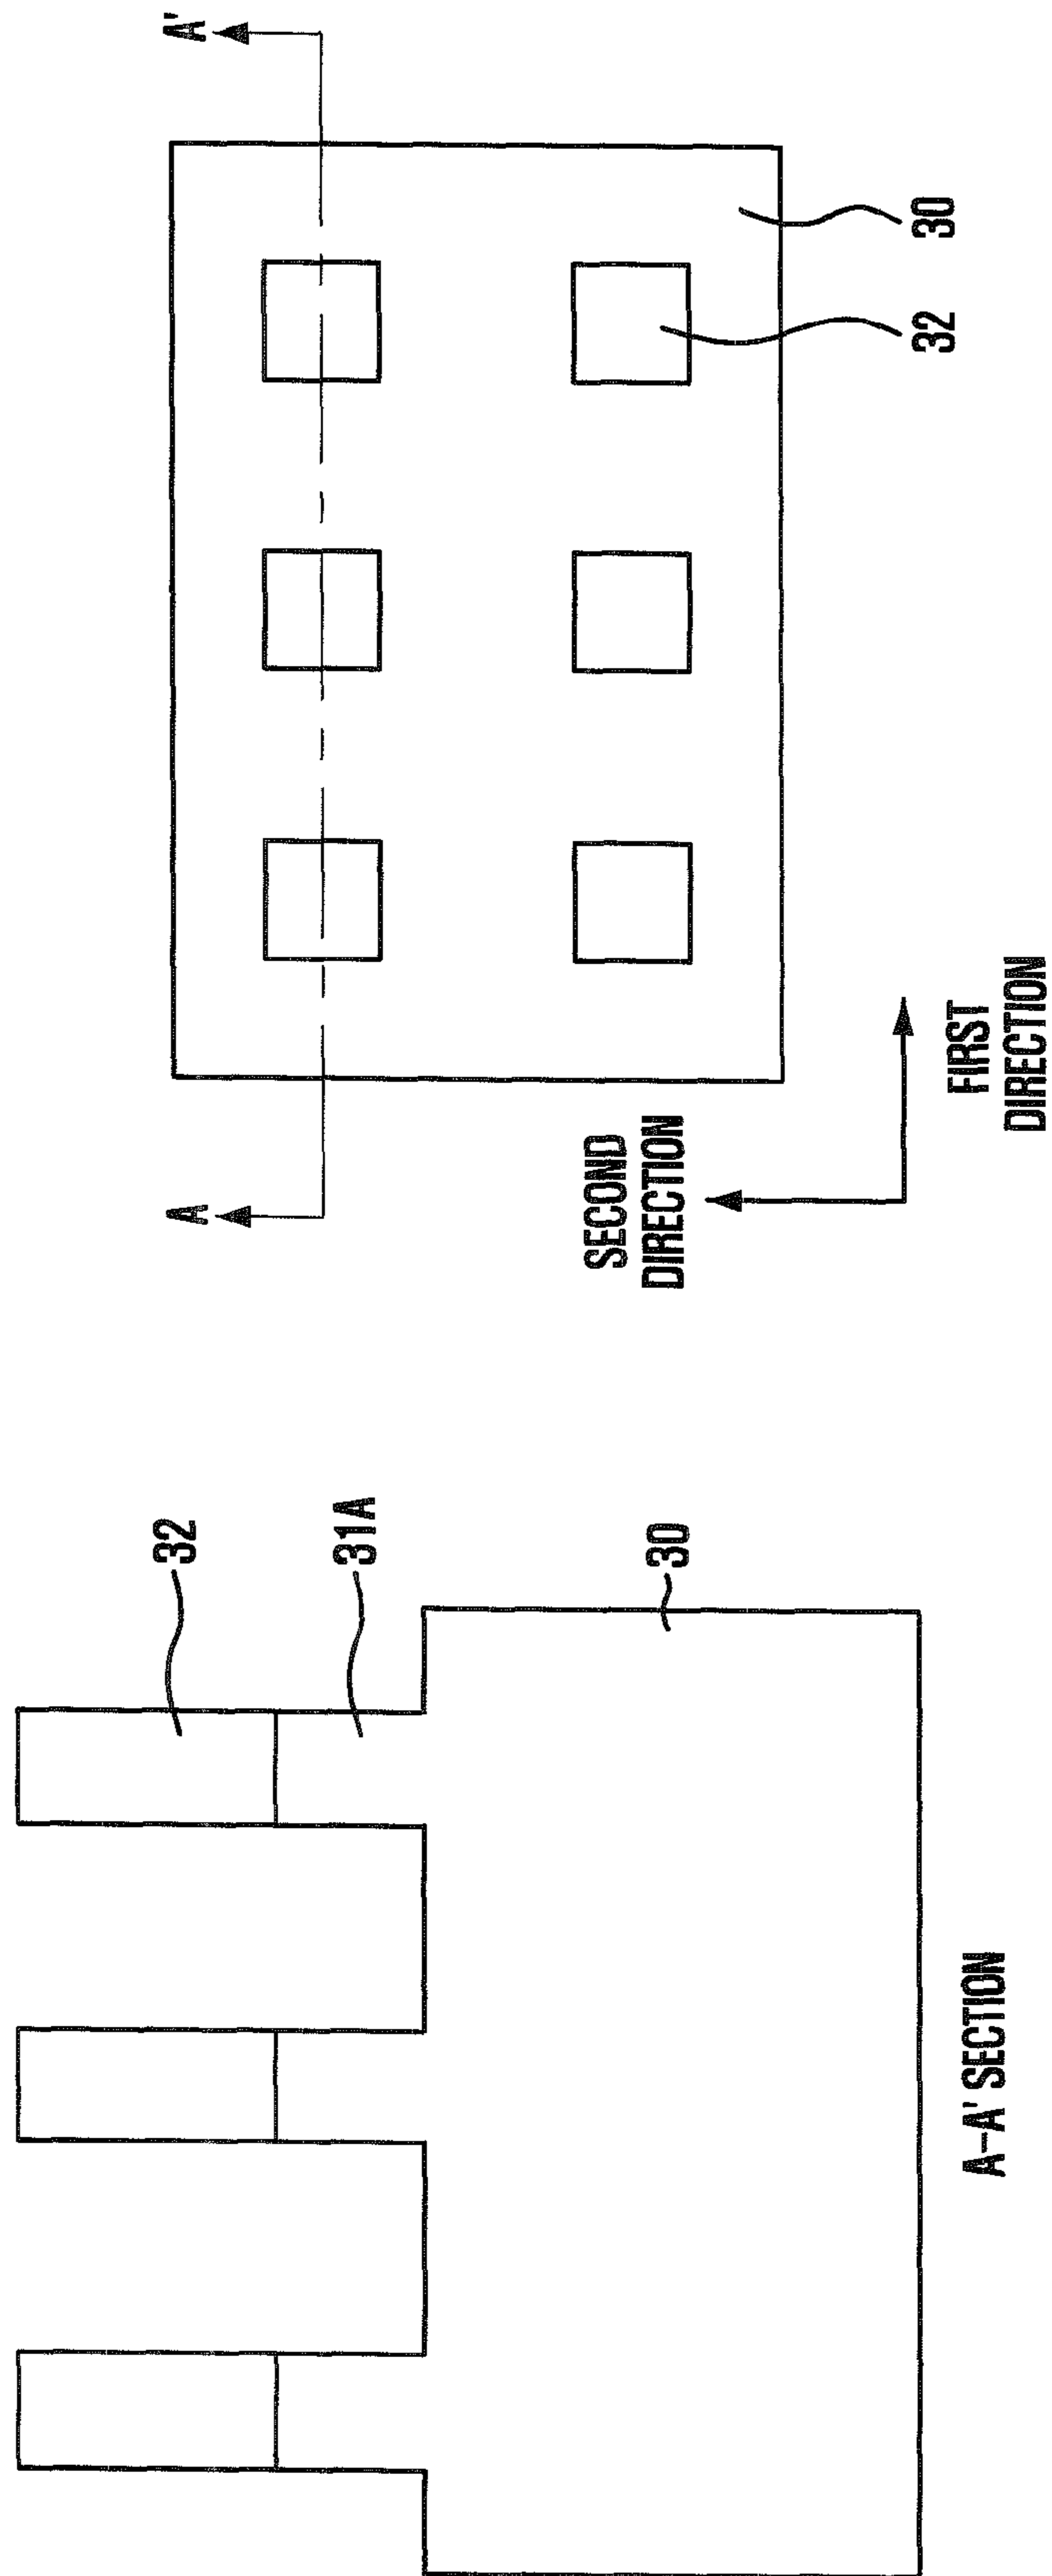 32
31A
30
A-A' SECTION
A
A'
30
32
SECOND
DIRECTION
FIRST
DIRECTION